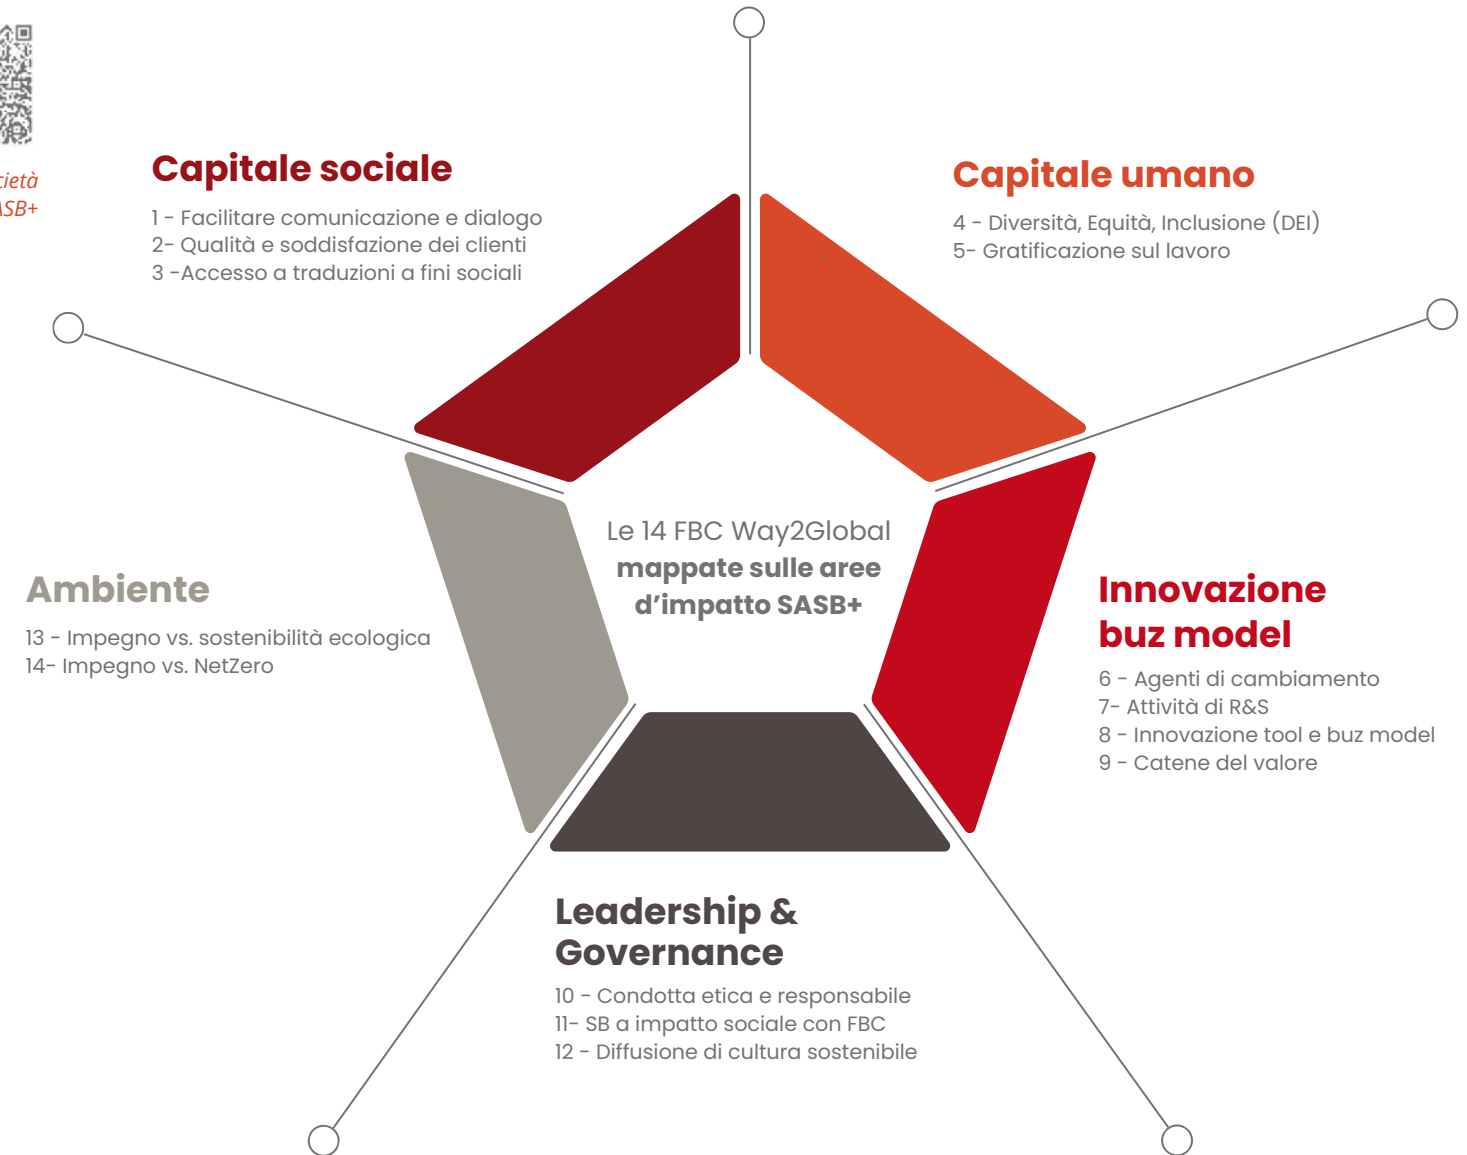 Capitale sociale
1 - Facilitare comunicazione e dialogo
2- Qualità e soddisfazione dei clienti
3 -Accesso a traduzioni a fini sociali
Capitale umano
4 - Diversità, Equità, Inclusione (DEI)
5- Gratificazione sul lavoro
Le 14 FBC Way2Global
mappate sulle aree
d’impatto SASB+
Ambiente
13 - Impegno vs. sostenibilità ecologica
14- Impegno vs. NetZero
Innovazione
buz model
6 - Agenti di cambiamento
7- Attività di R&S
8 - Innovazione tool e buz model
9 - Catene del valore
Leadership &
Governance
10 - Condotta etica e responsabile
11- SB a impatto sociale con FBC
12 - Diffusione di cultura sostenibile